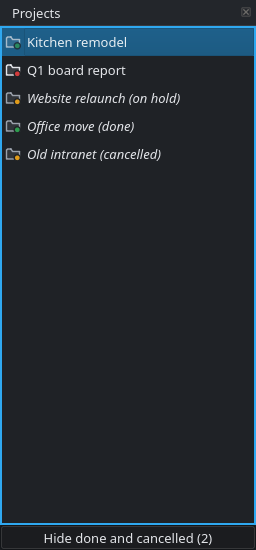 Projects
Kitchen remodel
Q1 board report
Website relaunch (on hold)
Office move (done)
Old intranet (cancelled)
Hide done and cancelled (2)